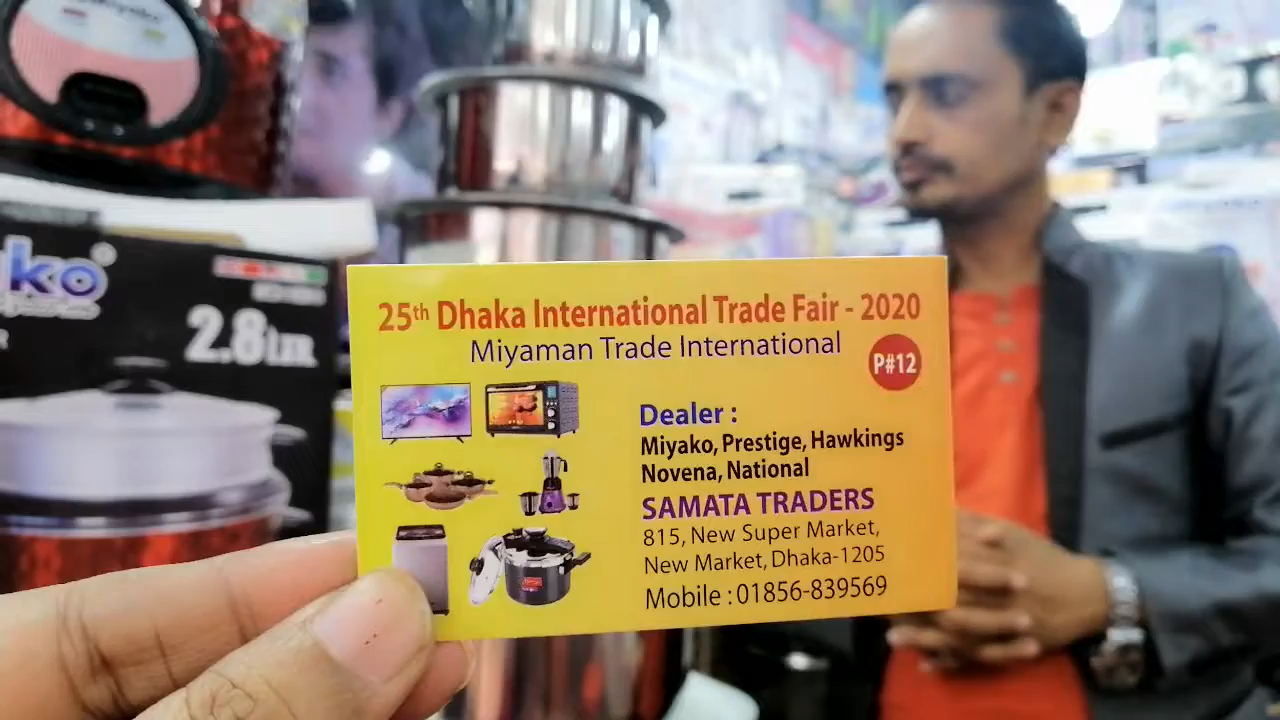 ko
2.8LTR
25th Dhaka International Trade Fair - 2020
Miyaman Trade International
P#12
Dealer :
Miyako, Prestige, Hawkings
Novena, National
SAMATA TRADERS
815, New Super Market,
New Market, Dhaka-1205
Mobile : 01856-839569